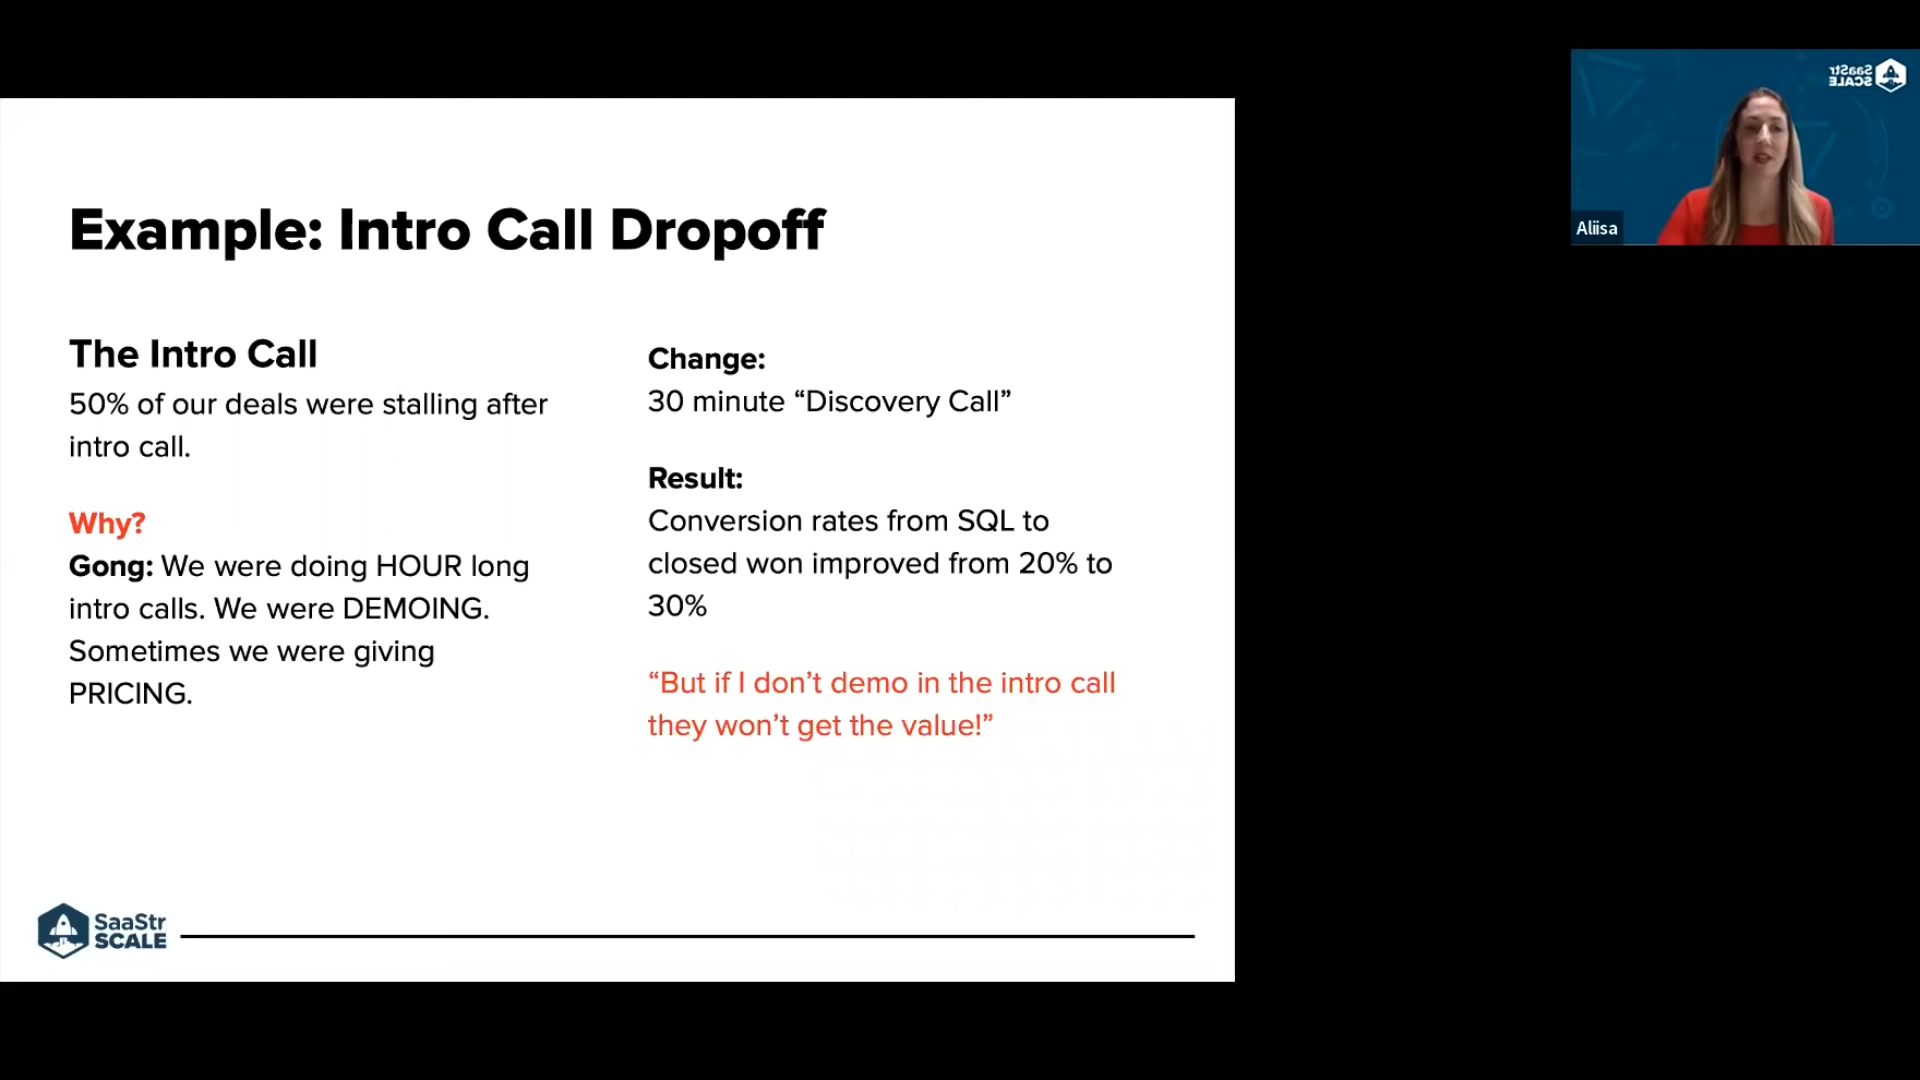 Example: Intro Call Dropoff
The Intro Call
50% of our deals were stalling after
intro call.
Why?
Gong: We were doing HOUR long
intro calls. We were DEMOING.
Sometimes we were giving
PRICING.
Change:
30 minute “Discovery Call”
Result:
Conversion rates from SQL to
closed won improved from 20% to
30%
“But if I don’t demo in the intro call
they won’t get the value!”
SaaStr
SCALE
SaaStr
SCALE
Aliisa